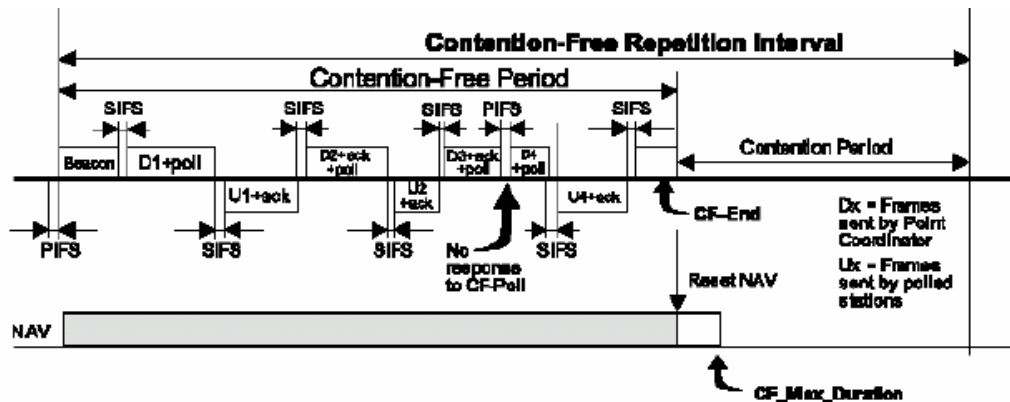 Contention-Free Repetition Interval
Contention-Free Period
SIFS
SIFS
SIFS
PIFS
SIFS
Beacon
D1+poll
D2+ack
+poll
D3+ack
+poll
D4
+poll
Contention Period
U1+ack
U2
+ack
U4+ack
CF-End
PIFS
SIFS
SIFS
No
response
to CF-Poll
SIFS
Dx = Frames
sent by Point
Coordinator
Ux = Frames
sent by polled
stations
Reset NAV
NAV
CF_Max_Duration